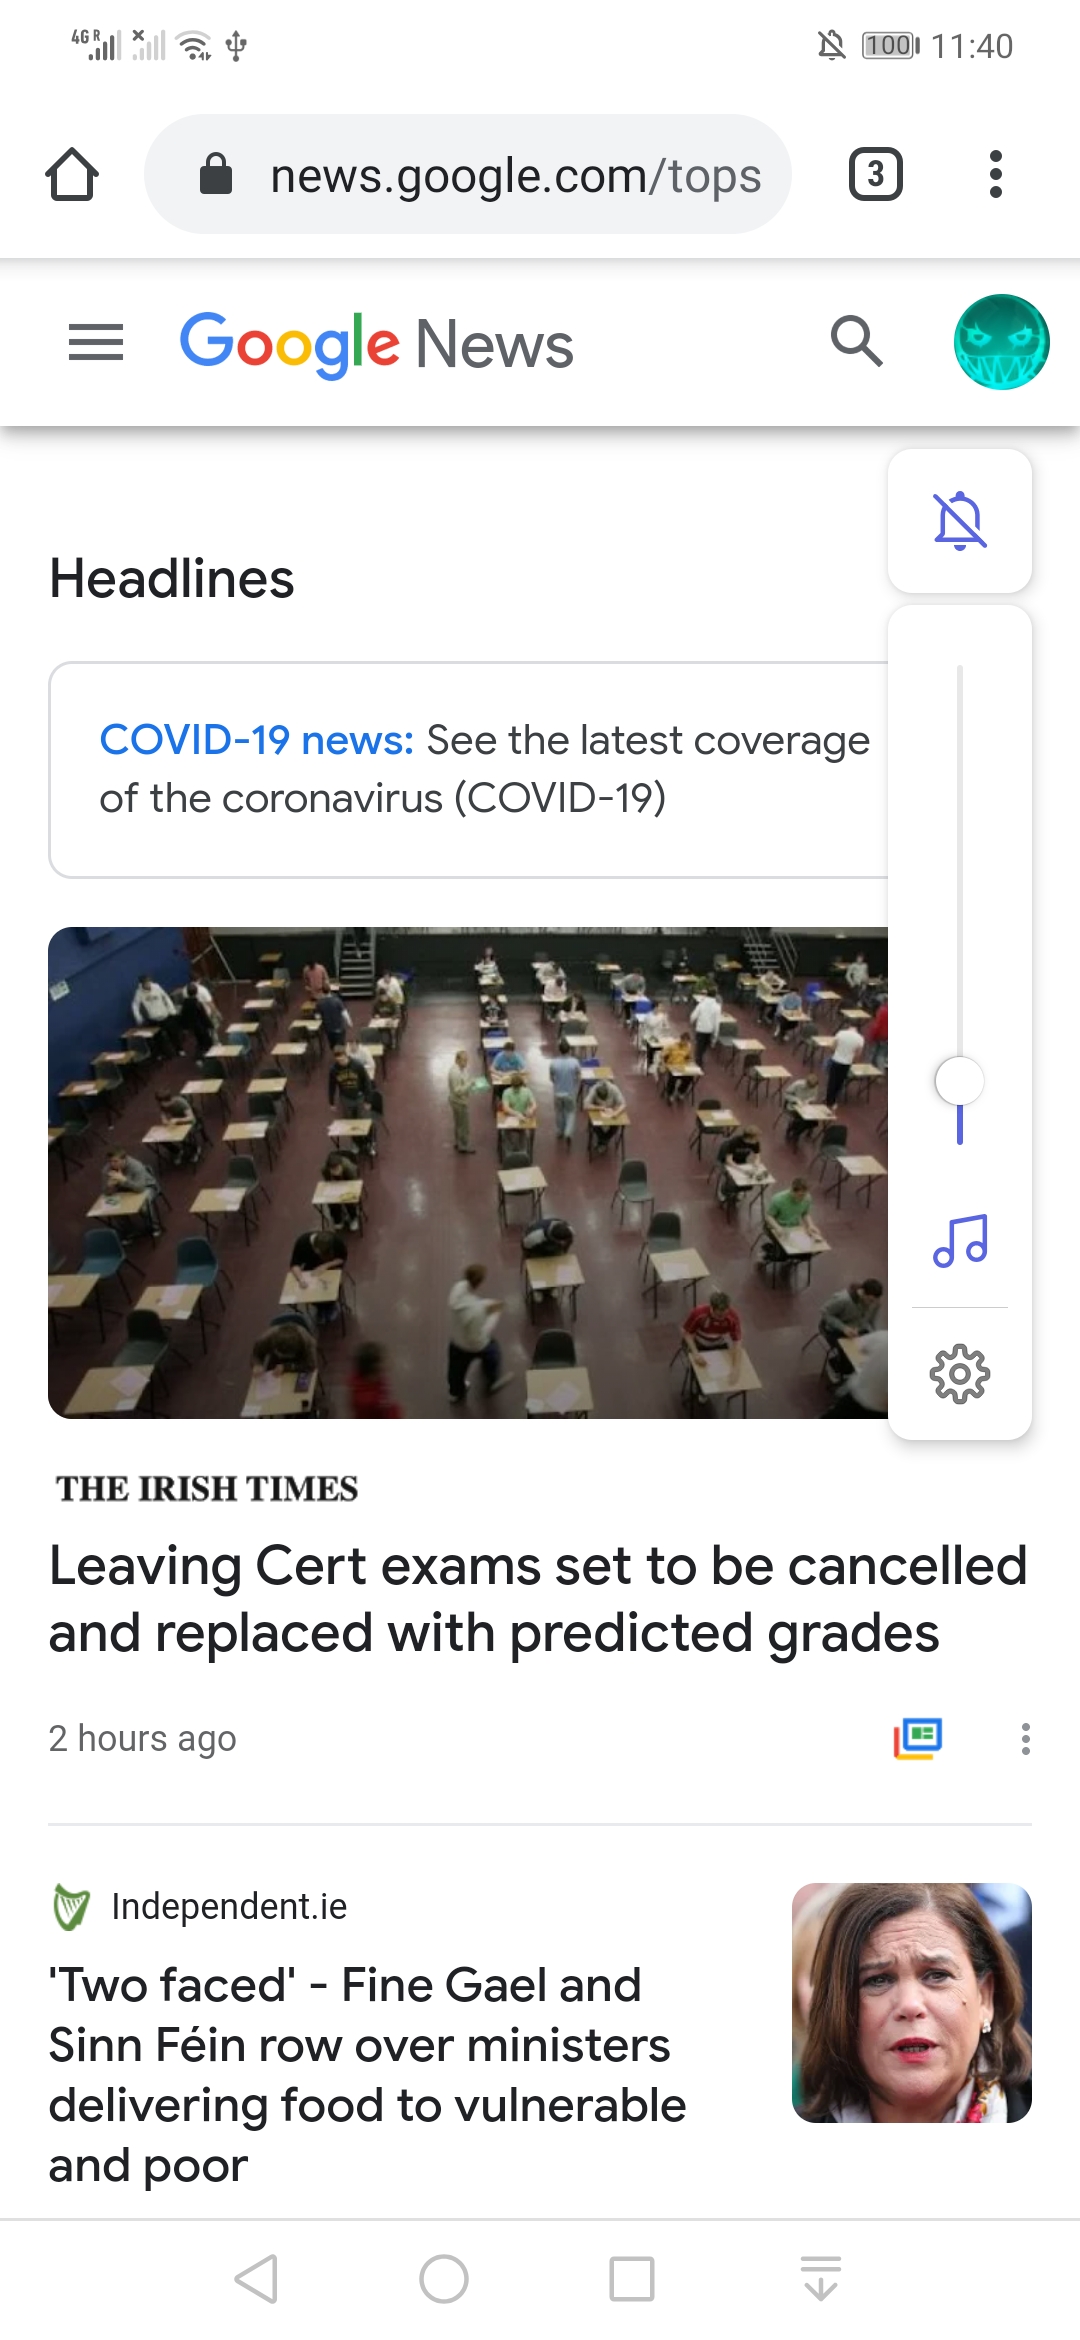 4G R 100 11:40
news.google.com/tops 3
Google News
Headlines
COVID-19 news: See the latest coverage
of the coronavirus (COVID-19)
THE IRISH TIMES
Leaving Cert exams set to be cancelled
and replaced with predicted grades
2 hours ago
Independent.ie
'Two faced' - Fine Gael and
Sinn Féin row over ministers
delivering food to vulnerable
and poor